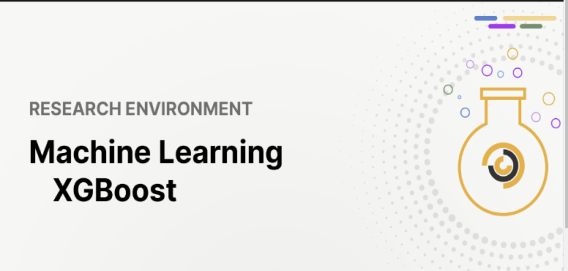 RESEARCH ENVIRONMENT
Machine Learning
XGBoost